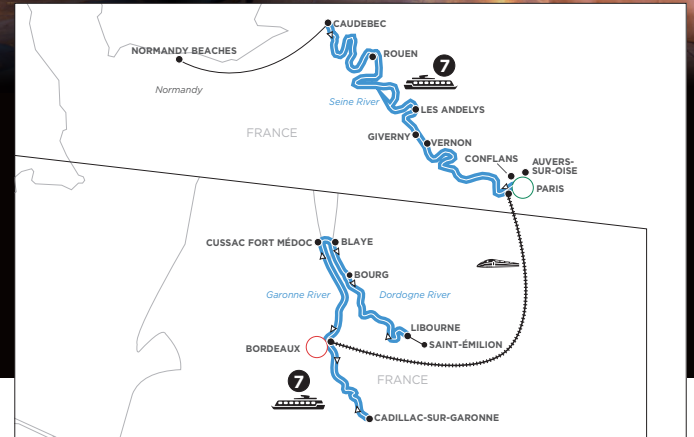 CAUDEBEC
NORMANDY BEACHES
ROUEN
7
Normandy
Seine River
LES ANDELYS
FRANCE
GIVERNY
VERNON
CONFLANS
AUVERS-
SUR-OISE
PARIS
CUSSAC FORT MÉDOC
BLAYE
BOURG
Garonne River
Dordogne River
LIBOURNE
SAINT-ÉMILION
BORDEAUX
FRANCE
7
CADILLAC-SUR-GARONNE